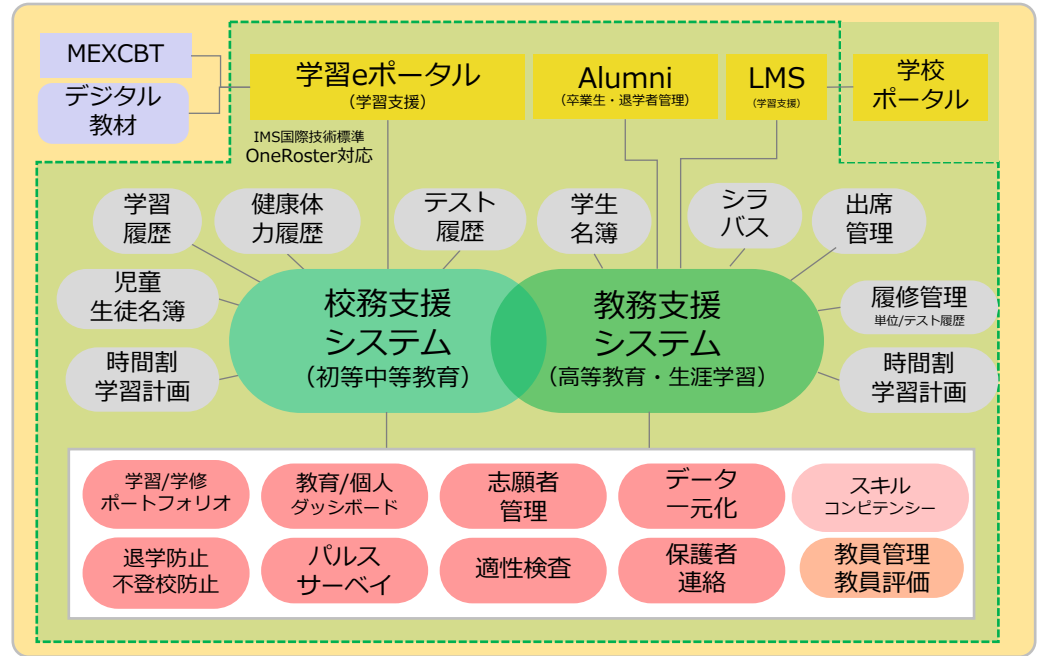 MEXCBT
デジタル
教材
学習eポータル
(学習支援)
Alumni
(卒業生・退学者管理)
LMS
(学習支援)
学校
ポータル
IMS国際技術標準
OneRoster対応
学習
履歴
健康体
力履歴
テスト
履歴
学生
名簿
シラ
バス
出席
管理
児童
生徒名簿
時間割
学習計画
校務支援
システム
(初等中等教育)
教務支援
システム
(高等教育・生涯学習)
履修管理
単位/テスト履歴
時間割
学習計画
学習/学修
ポートフォリオ
教育/個人
ダッシボード
志願者
管理
データ
一元化
スキル
コンピテンシー
退学防止
不登校防止
パルス
サーベイ
適性検査
保護者
連絡
教員管理
教員評価